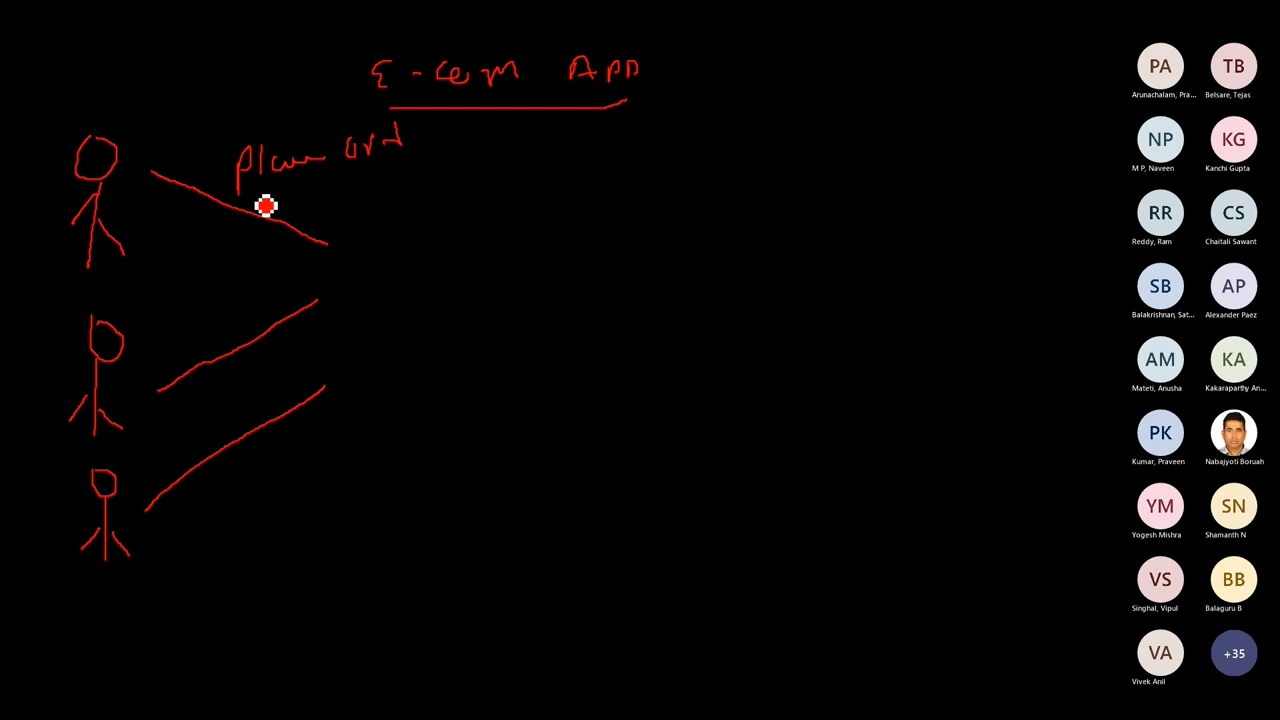 E-Com App
place ord
PA TB
Arunachalam, Pra... Belsare, Tejas
NP KG
M P, Naveen Kanchi Gupta
RR CS
Reddy, Ram Chaitali Sawant
SB AP
Balakrishnan, Sat... Alexander Paez
AM KA
Mateti, Anusha Kakaraparthy An...
PK
Kumar, Praveen Nabajyoti Boruah
YM SN
Yogesh Mishra Shamanth N
VS BB
Singhal, Vipul Balaguru B
VA +35
Vivek Anil